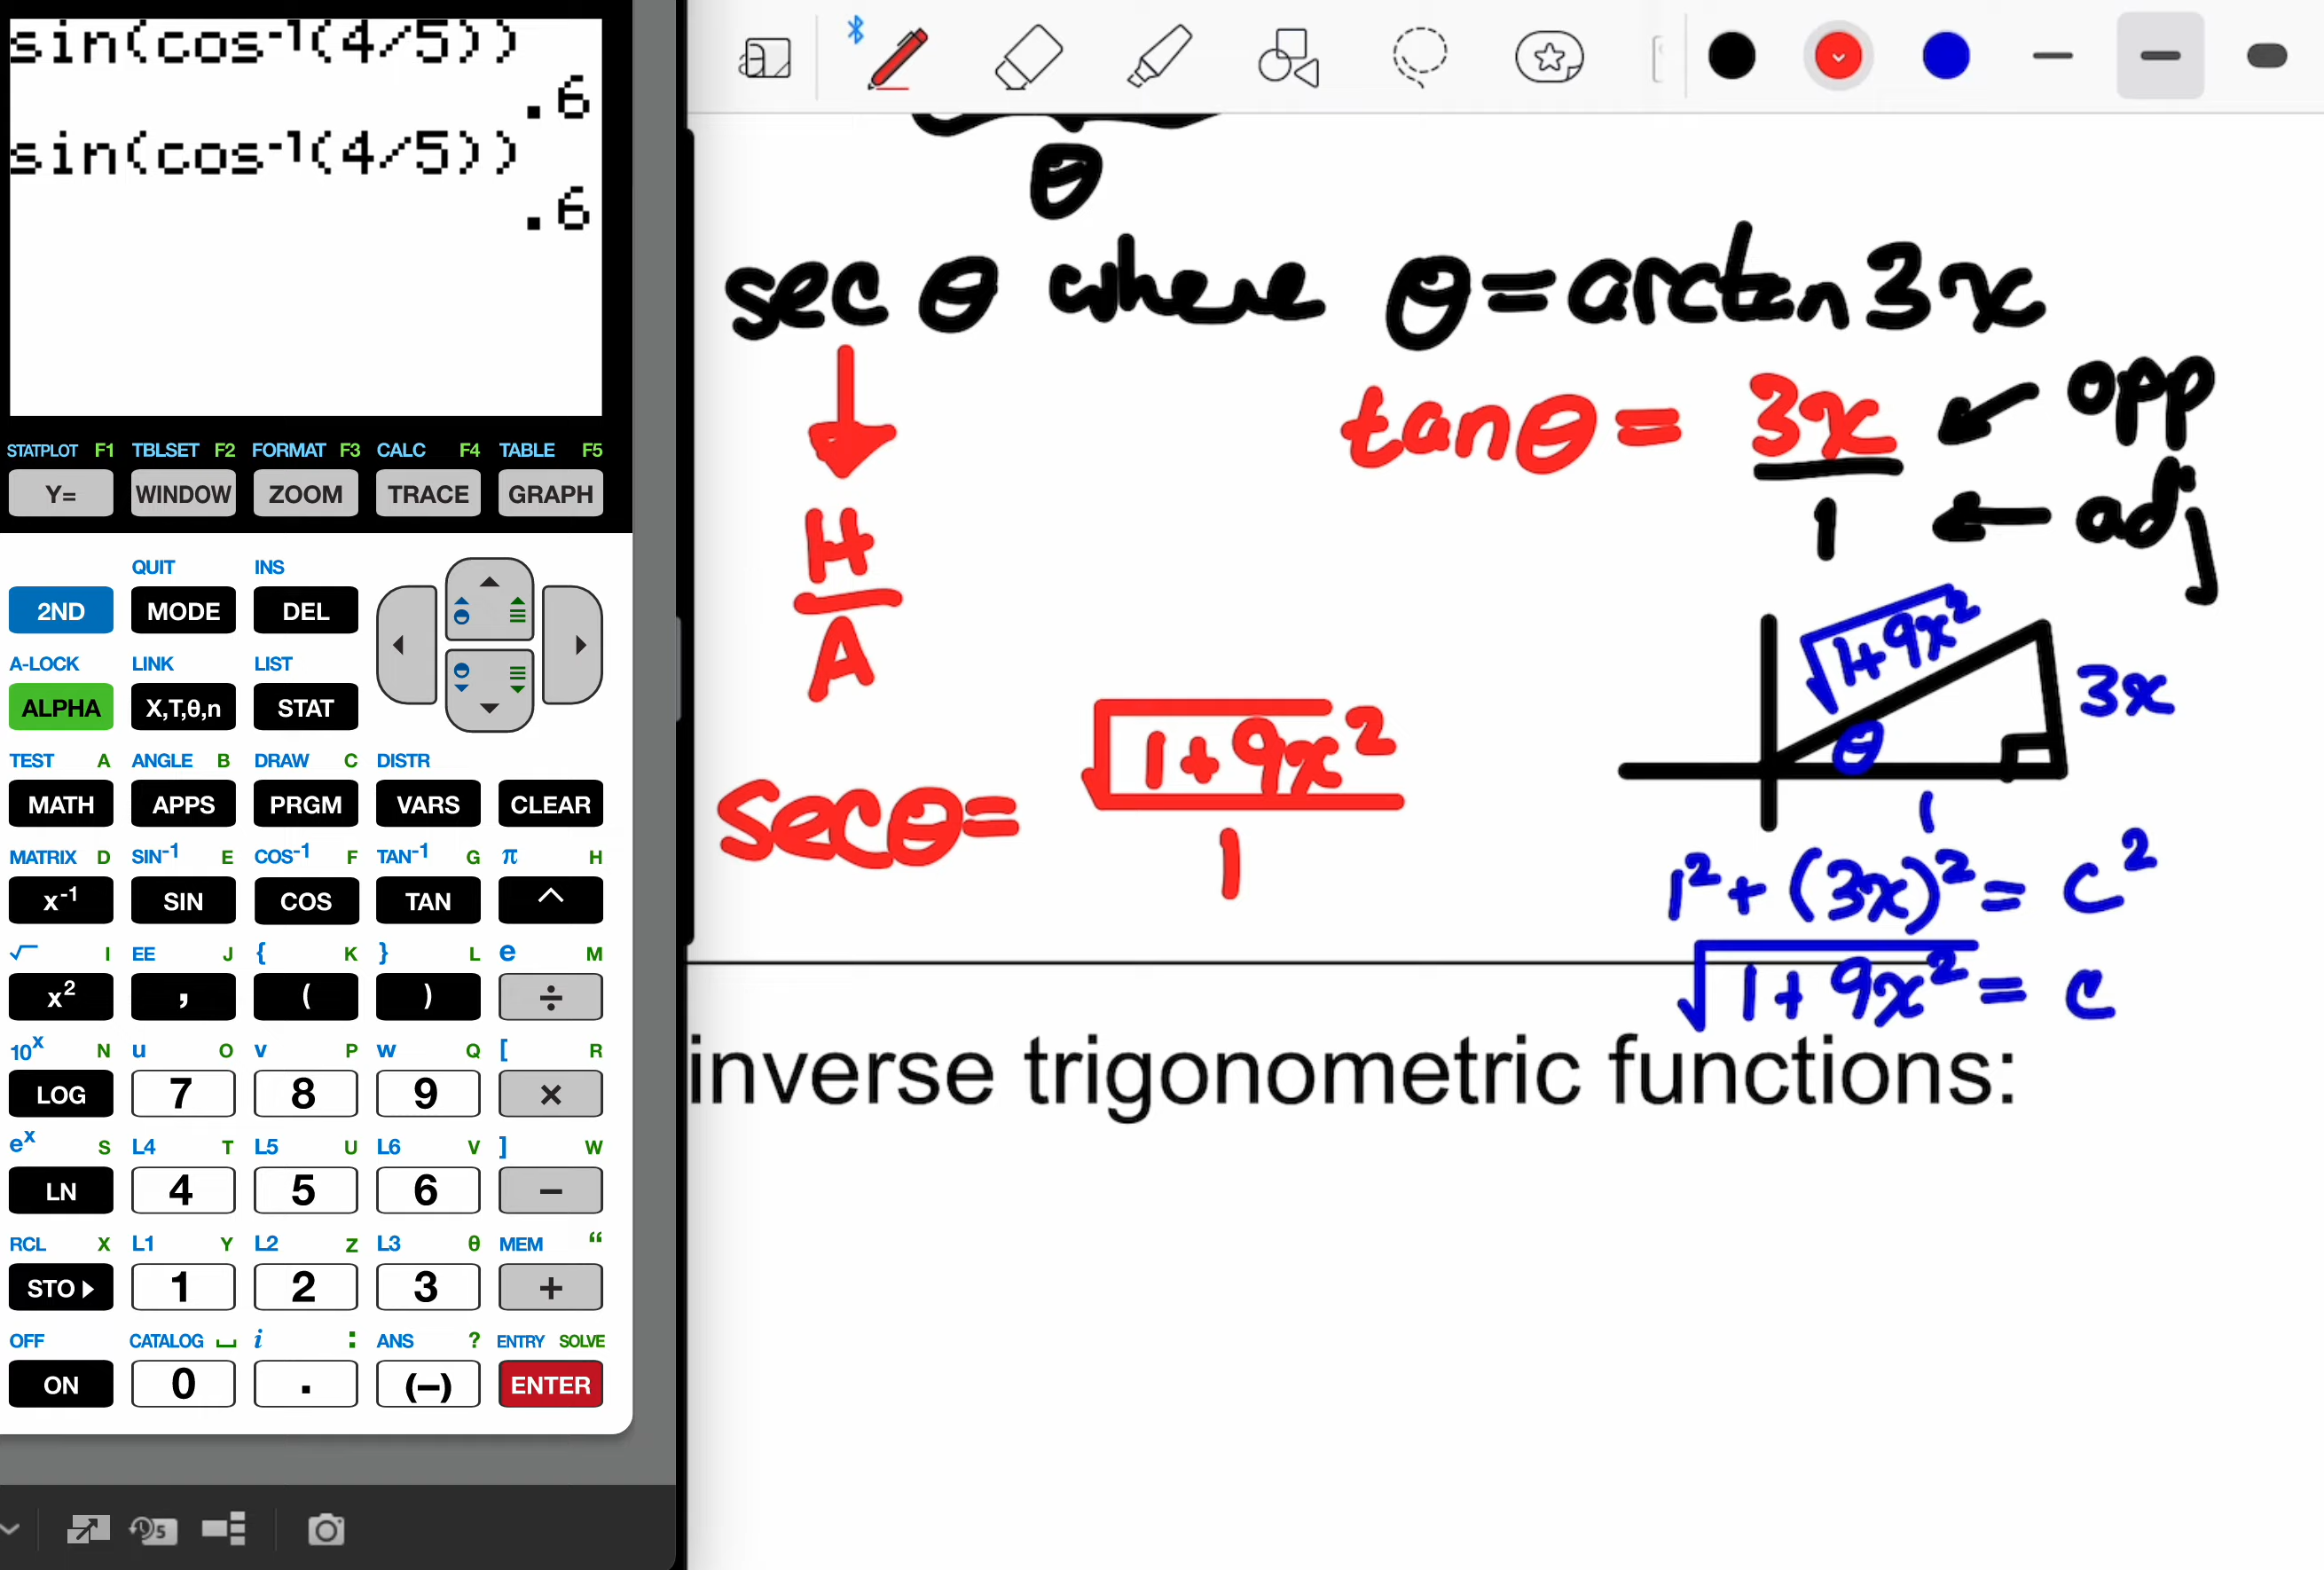 sin(cos⁻¹(4/5))
.6
sin(cos⁻¹(4/5))
.6
STATPLOT F1 TBLSET F2 FORMAT F3 CALC F4 TABLE F5
Y= WINDOW ZOOM TRACE GRAPH
QUIT INS
2ND MODE DEL
A-LOCK LINK LIST
ALPHA X,T,θ,n STAT
TEST A ANGLE B DRAW C DISTR
MATH APPS PRGM VARS CLEAR
MATRIX D SIN⁻¹ E COS⁻¹ F TAN⁻¹ G π H
x⁻¹ SIN COS TAN ^
√ I EE J { K } L e M
x² , ( ) ÷
10ˣ N u O v P w Q [ R
LOG 7 8 9 ×
eˣ S L4 T L5 U L6 V ] W
LN 4 5 6 −
RCL X L1 Y L2 Z L3 θ MEM “
STO▶ 1 2 3 +
OFF CATALOG ⎵ i : ANS ? ENTRY SOLVE
ON 0 . (−) ENTER
5
a
θ
sec θ where θ=arctan 3x
tanθ = 3x ← opp
1 ← adj
H
A
secθ= √1+9x²
1
√1+9x²
3x
θ
1
1² + (3x)² = c²
√1+9x² = c
inverse trigonometric functions: